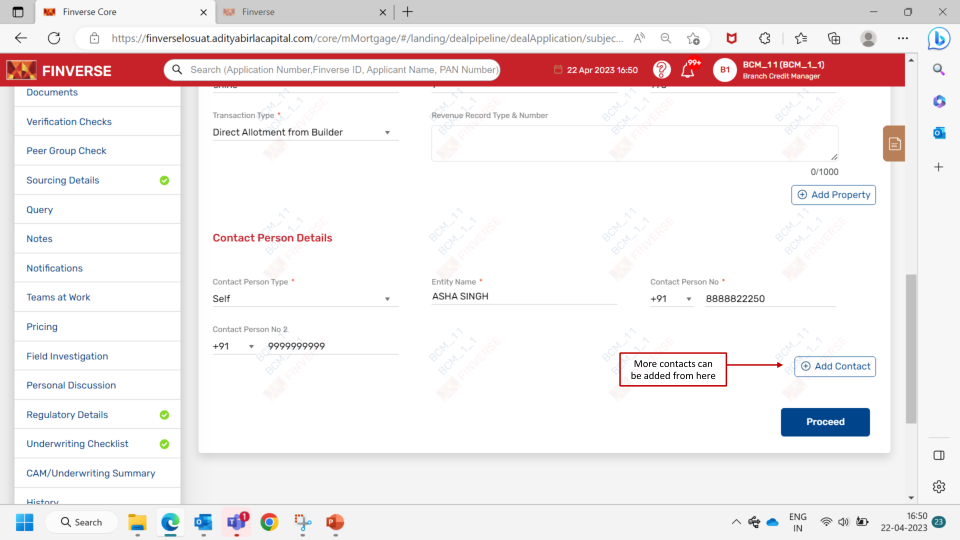 Finverse Core
Finverse
https://finverselosuat.adityabirlacapital.com/core/mMortgage/#/landing/dealpipeline/dealApplication/subjec...
FINVERSE
Search (Application Number,Finverse ID, Applicant Name, PAN Number)
22 Apr 2023 16:50
99+
B1
BCM_1 1 (BCM_1_1)
Branch Credit Manager
Documents
Verification Checks
Peer Group Check
Sourcing Details
Query
Notes
Notifications
Teams at Work
Pricing
Field Investigation
Personal Discussion
Regulatory Details
Underwriting Checklist
CAM/Underwriting Summary
History
Transaction Type *
Direct Allotment from Builder
Revenue Record Type & Number
0/1000
Add Property
Contact Person Details
Contact Person Type *
Self
Entity Name *
ASHA SINGH
Contact Person No *
+91 8888822250
Contact Person No 2.
+91 9999999999
More contacts can
be added from here
Add Contact
Proceed
BCM_1 1
BCM_1_1
FINVERSE
Search
1
ENG
IN
16:50
22-04-2023
23